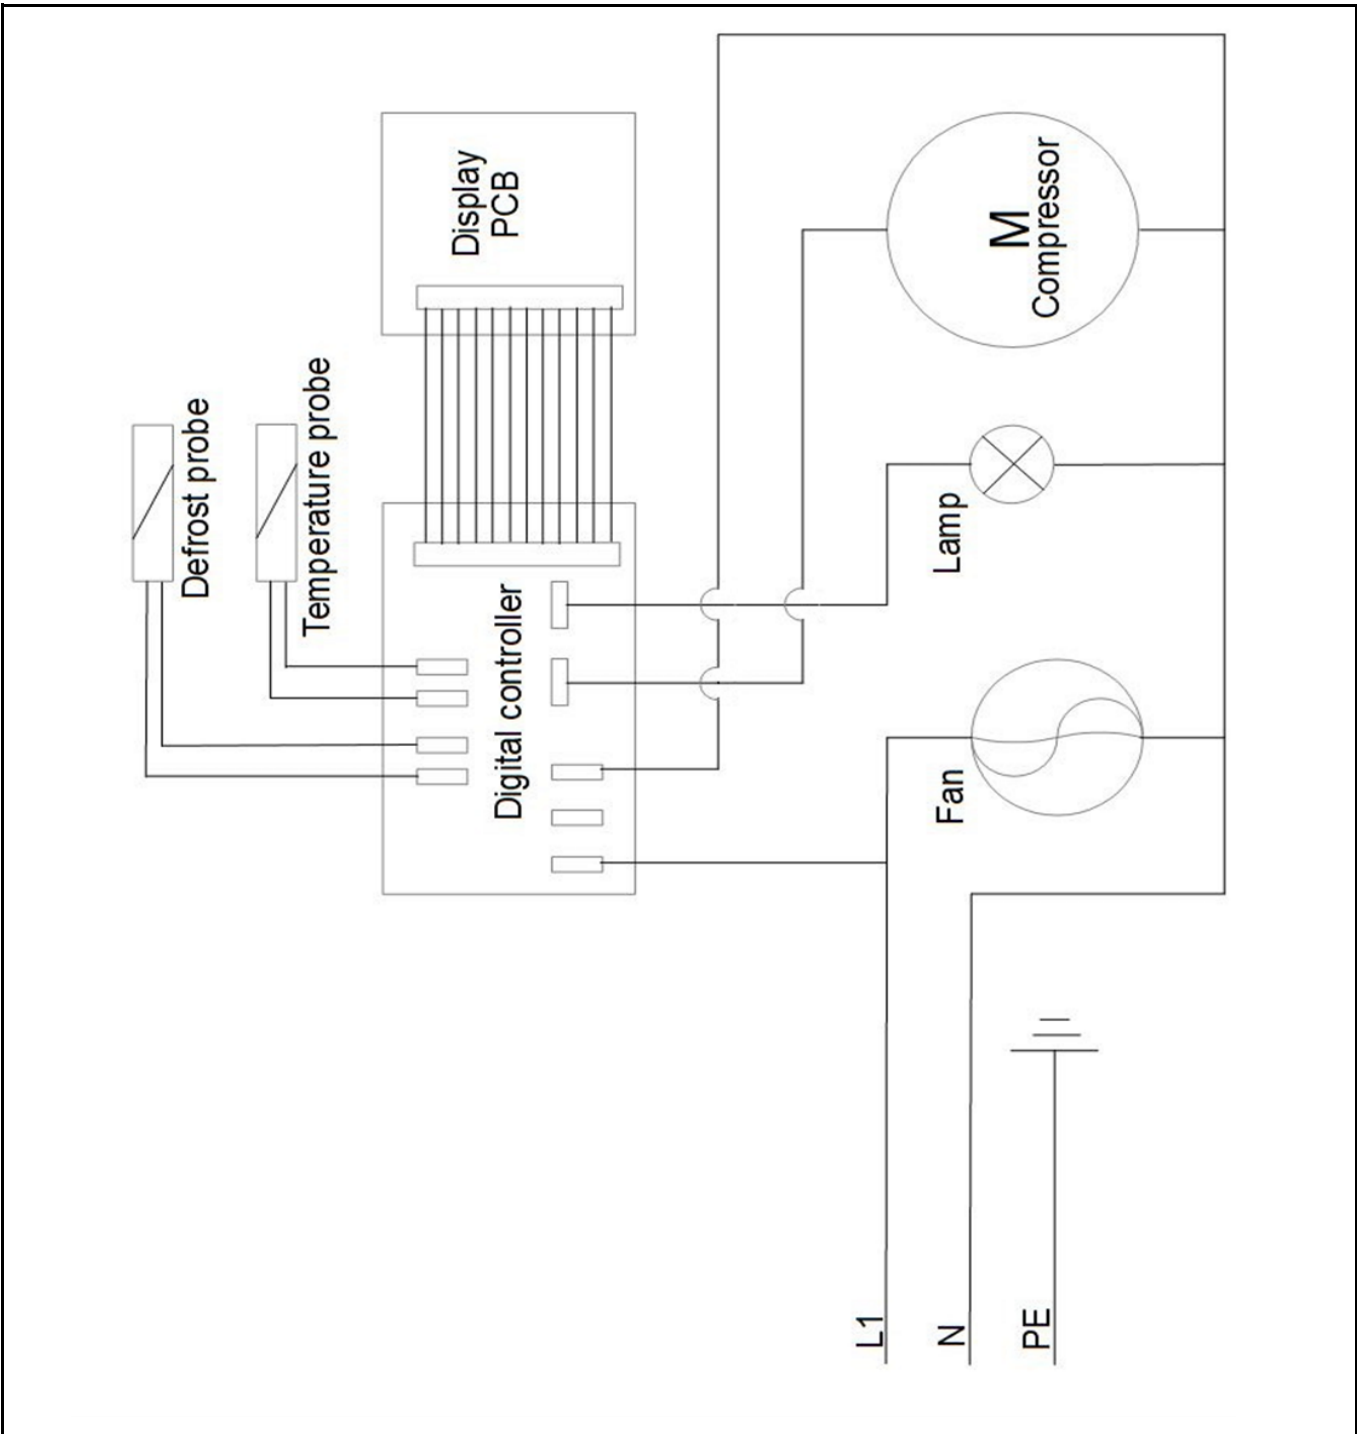 Defrost probe
Temperature probe
Display
PCB
Digital controller
M
Compressor
Lamp
Fan
L1
N
PE